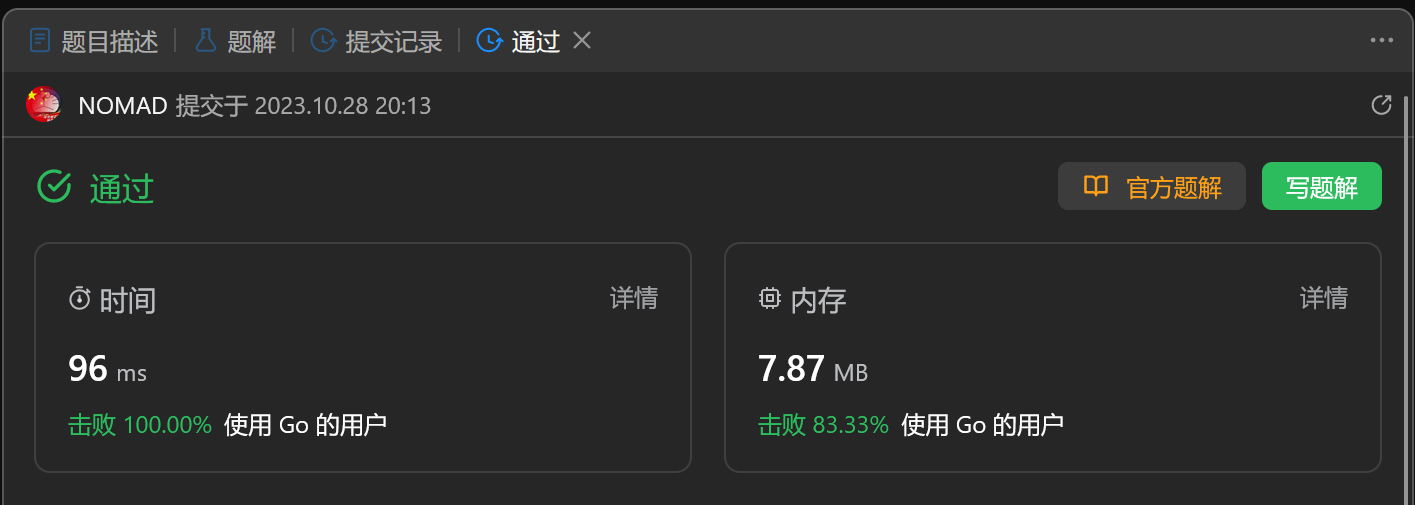 题目描述 题解 提交记录 通过
NOMAD 提交于 2023.10.28 20:13
通过 官方题解 写题解
时间 详情
96 ms
击败 100.00% 使用 Go 的用户
内存 详情
7.87 MB
击败 83.33% 使用 Go 的用户